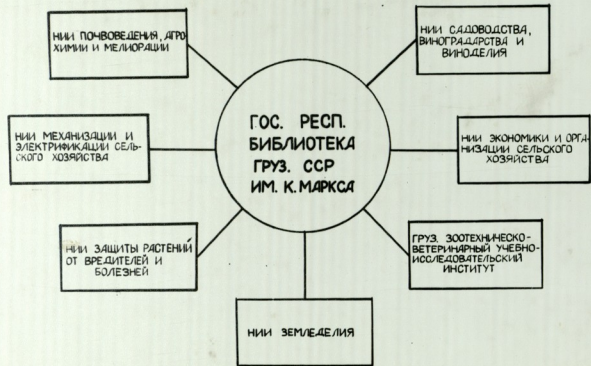 НИИ ПОЧВОВЕДЕНИЯ, АГРО-
ХИМИИ И МЕЛИОРАЦИИ
НИИ САДОВОДСТВА,
ВИНОГРАДАРСТВА И
ВИНОДЕЛИЯ
НИИ МЕХАНИЗАЦИИ И
ЭЛЕКТРИФИКАЦИИ СЕЛЬ-
СКОГО ХОЗЯЙСТВА
ГОС. РЕСП.
БИБЛИОТЕКА
ГРУЗ. ССР
ИМ. К. МАРКСА
НИИ ЭКОНОМИКИ И ОРГА-
НИЗАЦИИ СЕЛЬСКОГО
ХОЗЯЙСТВА
НИИ ЗАЩИТЫ РАСТЕНИЙ
ОТ ВРЕДИТЕЛЕЙ И
БОЛЕЗНЕЙ
ГРУЗ. ЗООТЕХНИЧЕСКО-
ВЕТЕРИНАРНЫЙ УЧЕБНО-
ИССЛЕДОВАТЕЛЬСКИЙ
ИНСТИТУТ
НИИ ЗЕМЛЕДЕЛИЯ